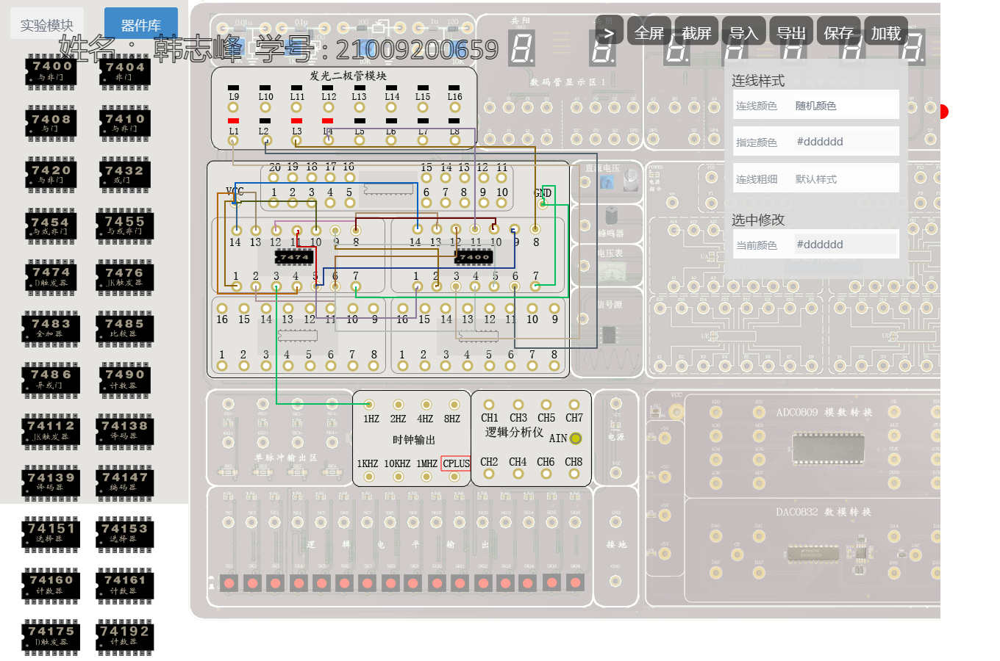 实验模块
器件库
姓名： 韩志峰 学号：21009200659
> 全屏 截屏 导入 导出 保存 加载
7400 与非门
7404 非门
7408 与门
7410 与非门
7420 与非门
7432 或门
7454 与或非门
7455 与或非门
7474 D触发器
7476 JK触发器
7483 全加器
7485 比较器
7486 异或门
7490 计数器
74112 JK触发器
74138 译码器
74139 译码器
74147 编码器
74151 选择器
74153 选择器
74160 计数器
74161 计数器
74175 D触发器
74192 计数器
发光二极管模块
L9 L10 L11 L12 L13 L14 L15 L16
L1 L2 L3 L4 L5 L6 L7 L8
共阳
数码管显示区1
连线样式
连线颜色 随机颜色
指定颜色 #dddddd
连线粗细 默认样式
选中修改
当前颜色 #dddddd
20 19 18 17 16 15 14 13 12 11
VCC 1 2 3 4 5 6 7 8 9 10 GND
14 13 12 11 10 9 8 14 13 12 11 10 9 8
7474 7400
1 2 3 4 5 6 7 1 2 3 4 5 6 7
16 15 14 13 12 11 10 9 16 15 14 13 12 11 10 9
1 2 3 4 5 6 7 8 1 2 3 4 5 6 7 8
直流电压
蜂鸣器
电压表
信号源
1HZ 2HZ 4HZ 8HZ
时钟输出
1KHZ 10KHZ 1MHZ CPLUS
CH1 CH3 CH5 CH7
逻辑分析仪 AIN
CH2 CH4 CH6 CH8
单脉冲输出区
电源
逻辑电平输出
接地
VCC
ADC0809 模数转换
DAC0832 数模转换